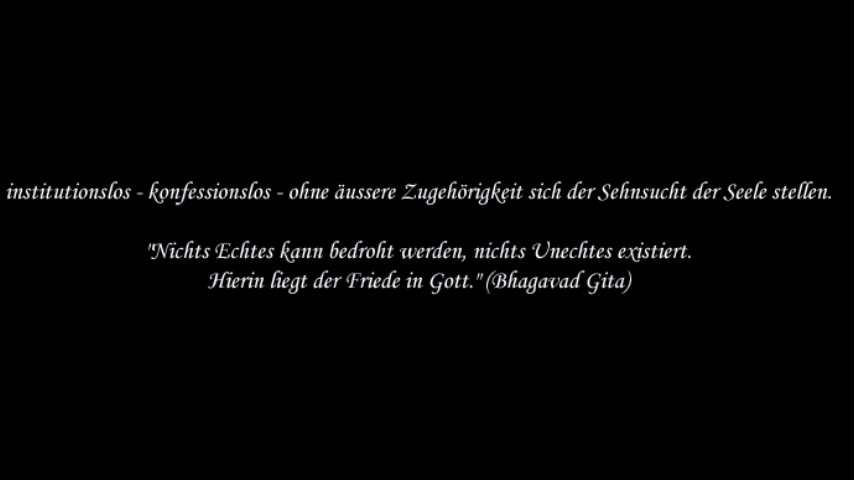 institutionslos - konfessionslos - ohne äussere Zugehörigkeit sich der Sehnsucht der Seele stellen.
"Nichts Echtes kann bedroht werden, nichts Unechtes existiert.
Hierin liegt der Friede in Gott." (Bhagavad Gita)